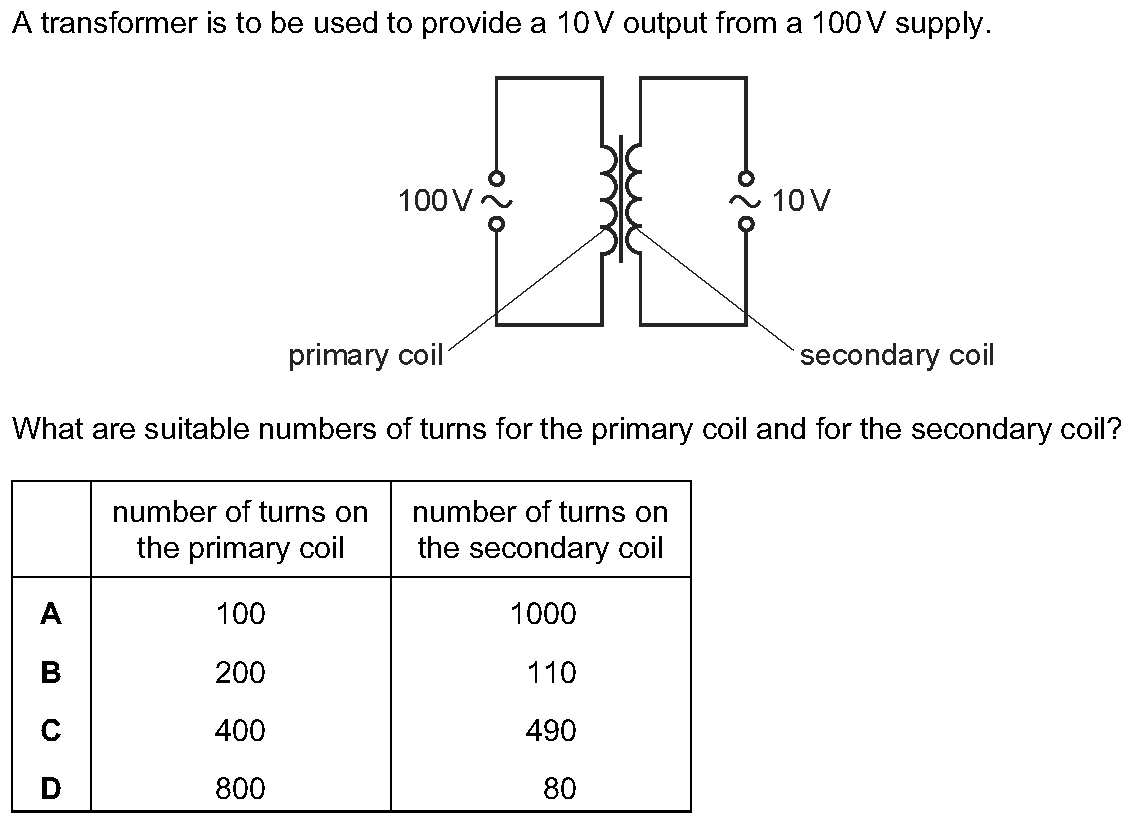 A transformer is to be used to provide a 10 V output from a 100 V supply.
100 V
10 V
primary coil
secondary coil
What are suitable numbers of turns for the primary coil and for the secondary coil?
number of turns on the primary coil
number of turns on the secondary coil
A 100 1000
B 200 110
C 400 490
D 800 80